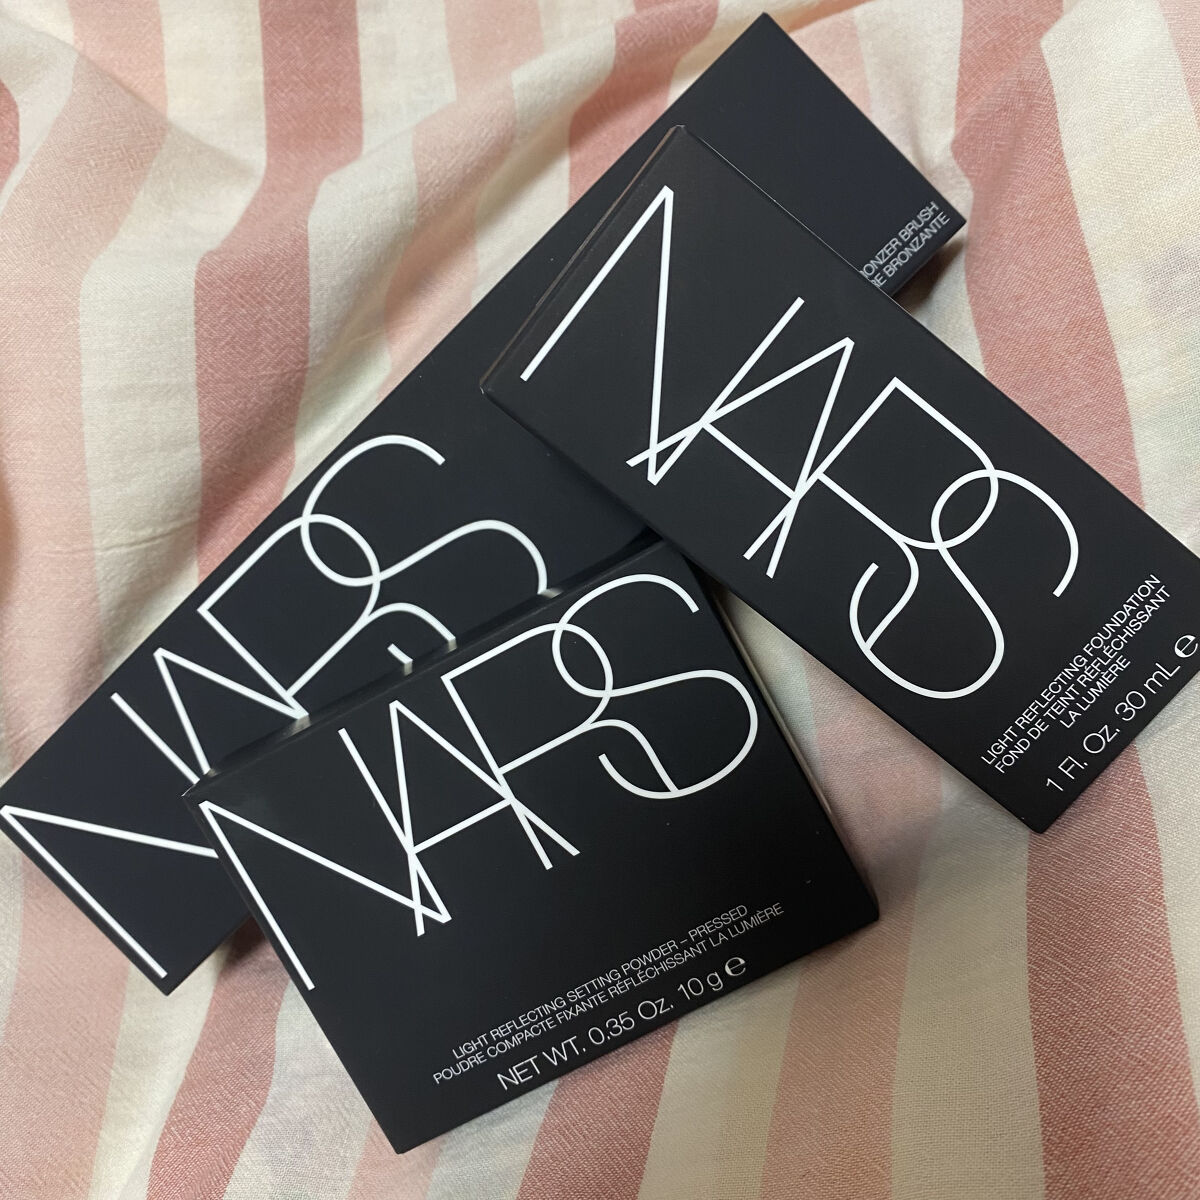 NARS
ONZER BRUSH
RE BRONZANTE
NARS
LIGHT REFLECTING FOUNDATION
FOND DE TEINT RÉFLÉCHISSANT
LA LUMIÈRE
1 Fl. Oz. 30 mL ℮
NARS
LIGHT REFLECTING SETTING POWDER – PRESSED
POUDRE COMPACTE FIXANTE RÉFLÉCHISSANT LA LUMIÈRE
NET WT. 0.35 Oz. 10 g ℮